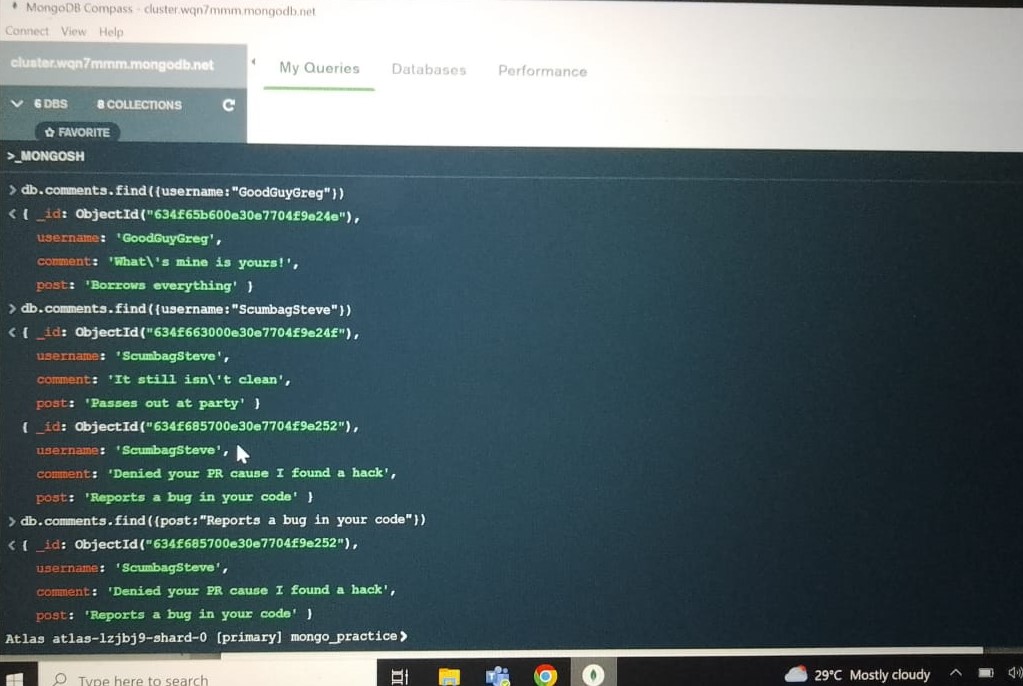 MongoDB Compass - cluster.wqn7mmm.mongodb.net
Connect View Help
cluster.wqn7mmm.mongodb.net
My Queries Databases Performance
6 DBS 8 COLLECTIONS
FAVORITE
>_MONGOSH
> db.comments.find({username:"GoodGuyGreg"})
< { _id: ObjectId("634f65b600e30e7704f9e24e"),
username: 'GoodGuyGreg',
comment: 'What\'s mine is yours!',
post: 'Borrows everything' }
> db.comments.find({username:"ScumbagSteve"})
< { _id: ObjectId("634f663000e30e7704f9e24f"),
username: 'ScumbagSteve',
comment: 'It still isn\'t clean',
post: 'Passes out at party' }
{ _id: ObjectId("634f685700e30e7704f9e252"),
username: 'ScumbagSteve',
comment: 'Denied your PR cause I found a hack',
post: 'Reports a bug in your code' }
> db.comments.find({post:"Reports a bug in your code"})
< { _id: ObjectId("634f685700e30e7704f9e252"),
username: 'ScumbagSteve',
comment: 'Denied your PR cause I found a hack',
post: 'Reports a bug in your code' }
Atlas atlas-lzjbj9-shard-0 [primary] mongo_practice>
Type here to search
29°C Mostly cloudy